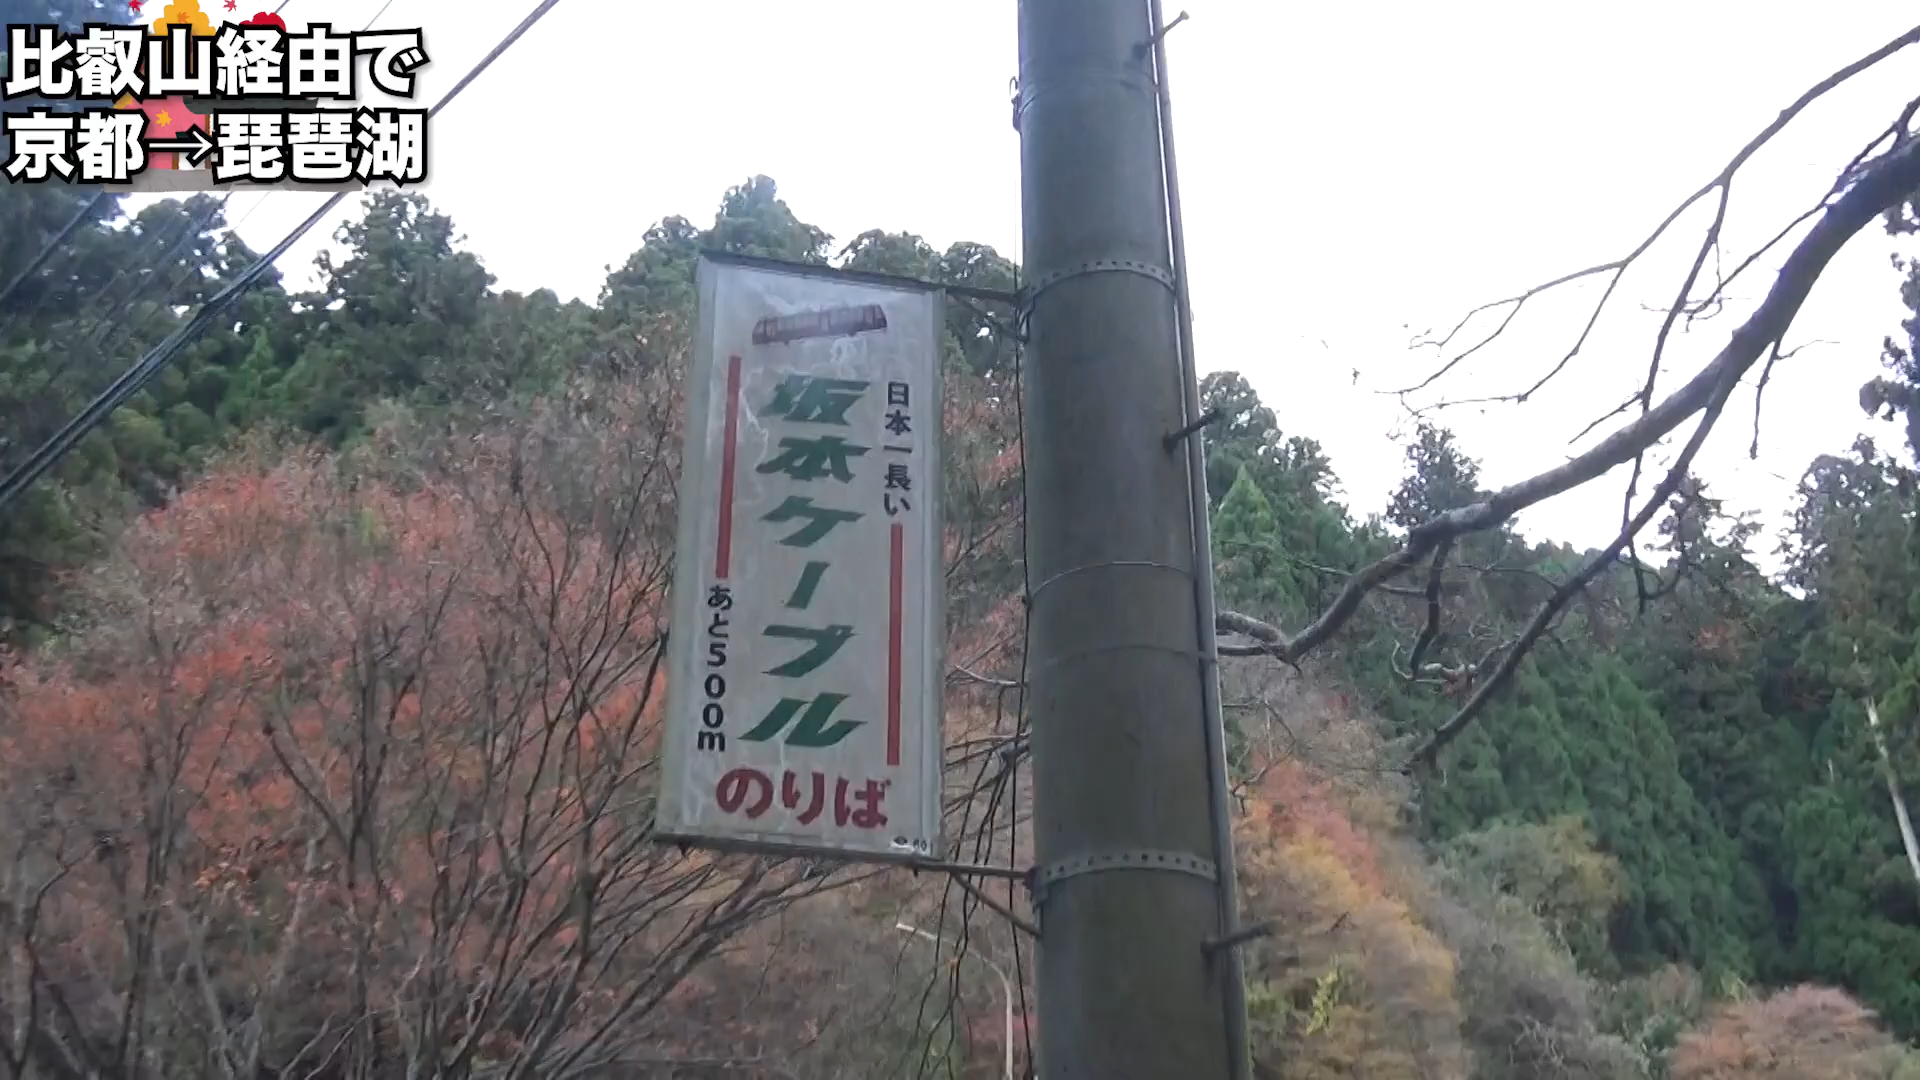 比叡山経由で
京都→琵琶湖
日本一長い
坂本ケーブル
あと500m
のりば